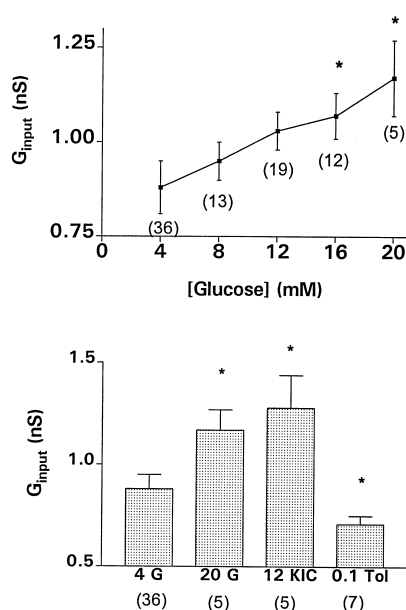 1.25
1.00
0.75
G input (nS)
*
*
(36)
(13)
(19)
(12)
(5)
0 4 8 12 16 20
[Glucose] (mM)
1.5
1.0
0.5
G input (nS)
*
*
*
4 G 20 G 12 KIC 0.1 Tol
(36) (5) (5) (7)